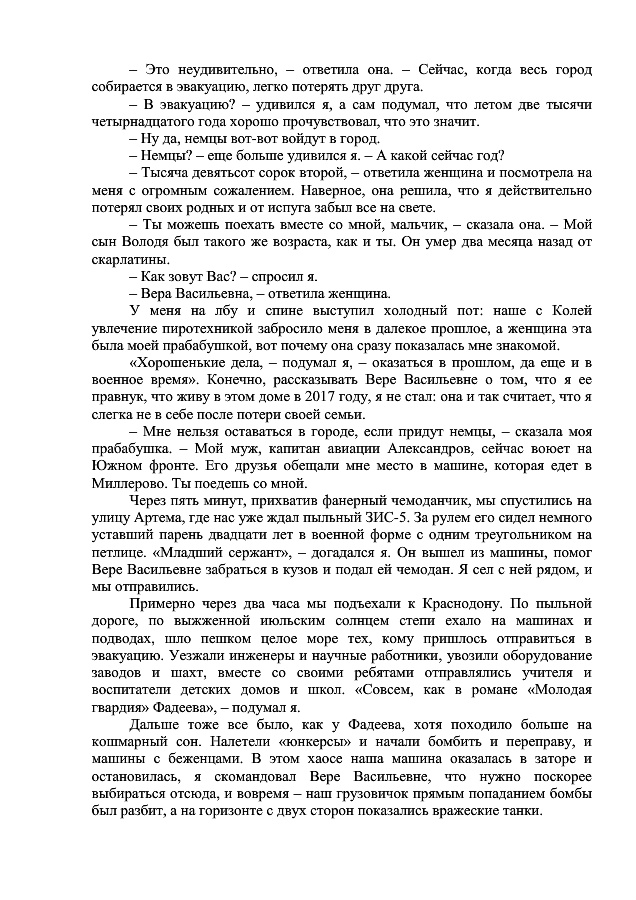 – Это неудивительно, – ответила она. – Сейчас, когда весь город
собирается в эвакуацию, легко потерять друг друга.
– В эвакуацию? – удивился я, а сам подумал, что летом две тысячи
четырнадцатого года хорошо прочувствовал, что это значит.
– Ну да, немцы вот-вот войдут в город.
– Немцы? – еще больше удивился я. – А какой сейчас год?
– Тысяча девятьсот сорок второй, – ответила женщина и посмотрела на
меня с огромным сожалением. Наверное, она решила, что я действительно
потерял своих родных и от испуга забыл все на свете.
– Ты можешь поехать вместе со мной, мальчик, – сказала она. – Мой
сын Володя был такого же возраста, как и ты. Он умер два месяца назад от
скарлатины.
– Как зовут Вас? – спросил я.
– Вера Васильевна, – ответила женщина.
У меня на лбу и спине выступил холодный пот: наше с Колей
увлечение пиротехникой забросило меня в далекое прошлое, а женщина эта
была моей прабабушкой, вот почему она сразу показалась мне знакомой.
«Хорошенькие дела, – подумал я, – оказаться в прошлом, да еще и в
военное время». Конечно, рассказывать Вере Васильевне о том, что я ее
правнук, что живу в этом доме в 2017 году, я не стал: она и так считает, что я
слегка не в себе после потери своей семьи.
– Мне нельзя оставаться в городе, если придут немцы, – сказала моя
прабабушка. – Мой муж, капитан авиации Александров, сейчас воюет на
Южном фронте. Его друзья обещали мне место в машине, которая едет в
Миллерово. Ты поедешь со мной.
Через пять минут, прихватив фанерный чемоданчик, мы спустились на
улицу Артема, где нас уже ждал пыльный ЗИС-5. За рулем его сидел немного
уставший парень двадцати лет в военной форме с одним треугольником на
петлице. «Младший сержант», – догадался я. Он вышел из машины, помог
Вере Васильевне забраться в кузов и подал ей чемодан. Я сел с ней рядом, и
мы отправились.
Примерно через два часа мы подъехали к Краснодону. По пыльной
дороге, по выжженной июльским солнцем степи ехало на машинах и
подводах, шло пешком целое море тех, кому пришлось отправиться в
эвакуацию. Уезжали инженеры и научные работники, увозили оборудование
заводов и шахт, вместе со своими ребятами отправлялись учителя и
воспитатели детских домов и школ. «Совсем, как в романе «Молодая
гвардия» Фадеева», – подумал я.
Дальше тоже все было, как у Фадеева, хотя походило больше на
кошмарный сон. Налетели «юнкерсы» и начали бомбить и переправу, и
машины с беженцами. В этом хаосе наша машина оказалась в заторе и
остановилась, я скомандовал Вере Васильевне, что нужно поскорее
выбираться отсюда, и вовремя – наш грузовичок прямым попаданием бомбы
был разбит, а на горизонте с двух сторон показались вражеские танки.